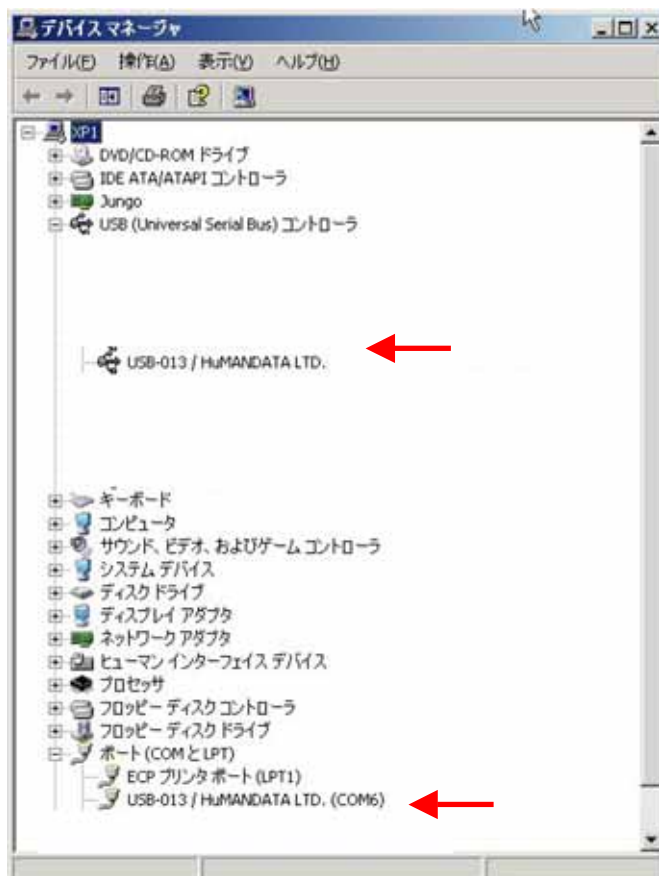 デバイス マネージャ
ファイル(F) 操作(A) 表示(V) ヘルプ(H)
XP1
DVD/CD-ROM ドライブ
IDE ATA/ATAPI コントローラ
Jungo
USB (Universal Serial Bus) コントローラ
USB-013 / HuMANDATA LTD.
キーボード
コンピュータ
サウンド、ビデオ、およびゲーム コントローラ
システム デバイス
ディスク ドライブ
ディスプレイ アダプタ
ネットワーク アダプタ
ヒューマン インターフェイス デバイス
プロセッサ
フロッピー ディスク コントローラ
フロッピー ディスク ドライブ
ポート (COM と LPT)
ECP プリンタ ポート (LPT1)
USB-013 / HuMANDATA LTD. (COM6)